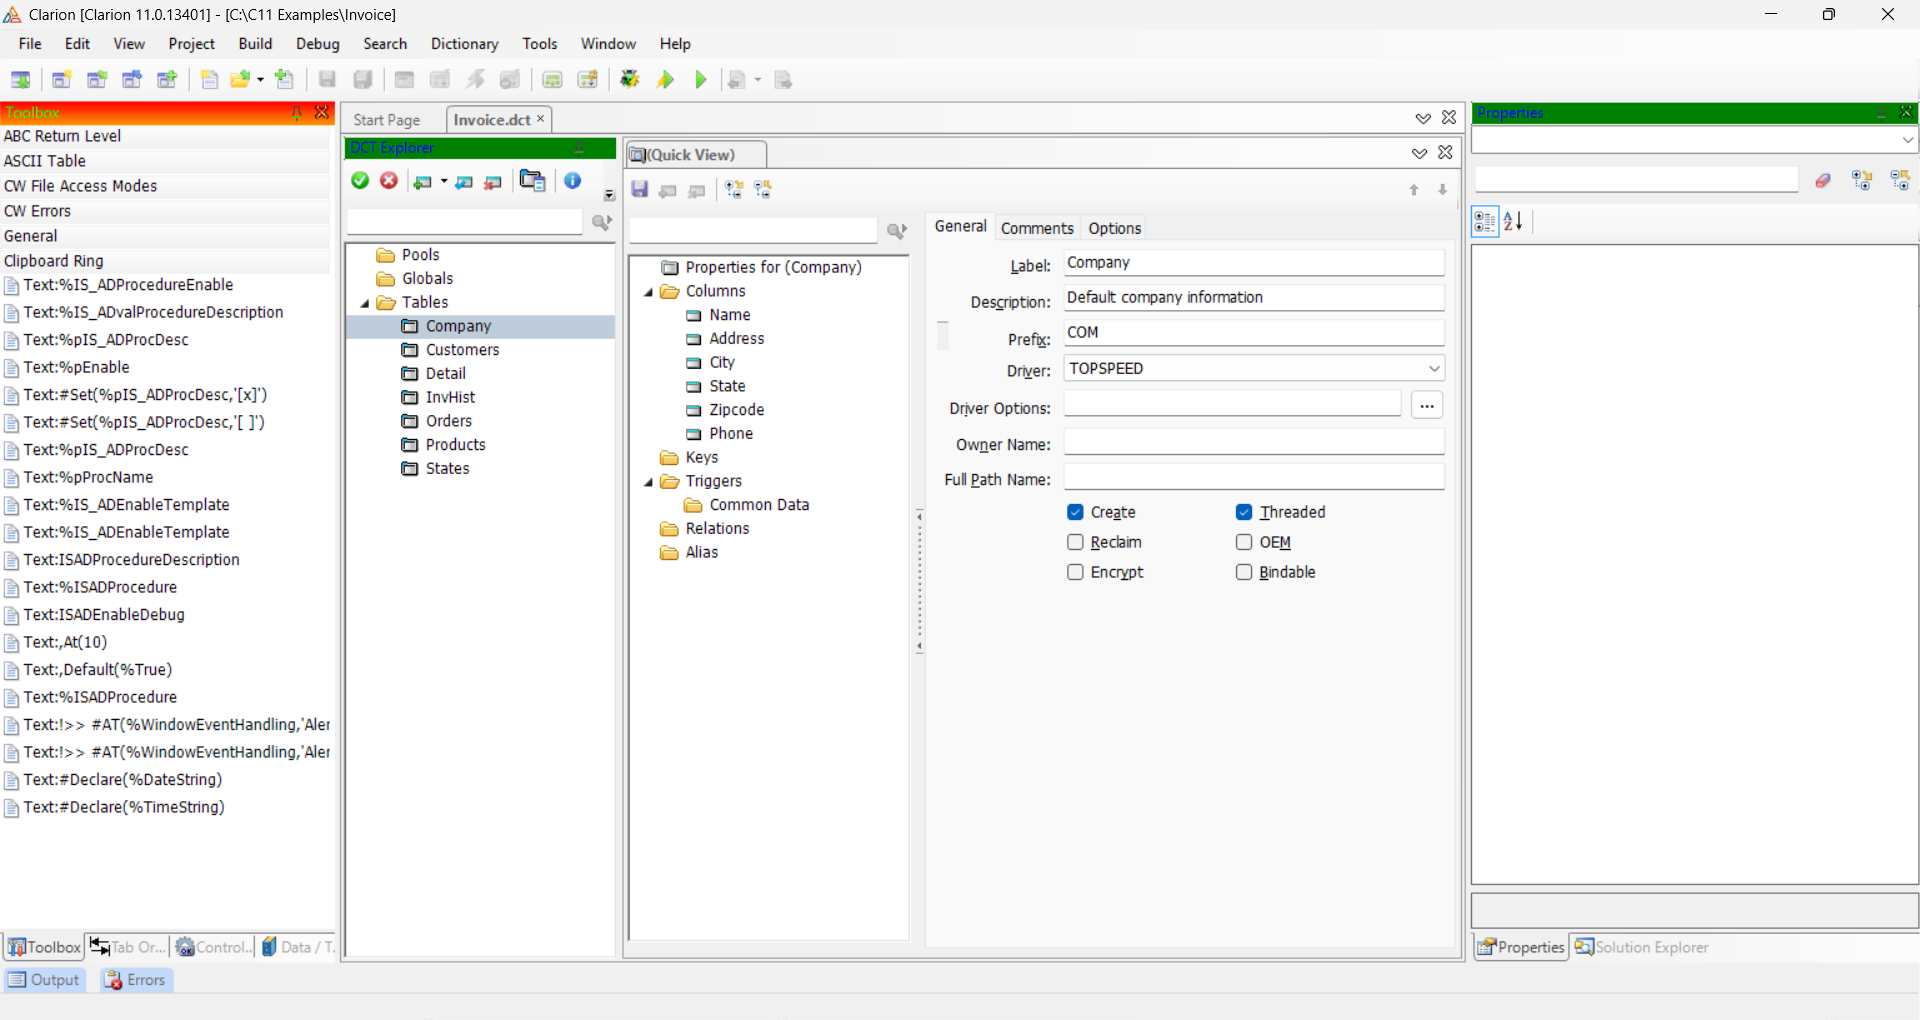 Clarion [Clarion 11.0.13401] - [C:\C11 Examples\Invoice]
File Edit View Project Build Debug Search Dictionary Tools Window Help
Toolbox
ABC Return Level
ASCII Table
CW File Access Modes
CW Errors
General
Clipboard Ring
Text:%IS_ADProcedureEnable
Text:%IS_ADvalProcedureDescription
Text:%pIS_ADProcDesc
Text:%pEnable
Text:#Set(%pIS_ADProcDesc,'[x]')
Text:#Set(%pIS_ADProcDesc,'[ ]')
Text:%pIS_ADProcDesc
Text:%pProcName
Text:%IS_ADEnableTemplate
Text:%IS_ADEnableTemplate
Text:ISADProcedureDescription
Text:%ISADProcedure
Text:ISADEnableDebug
Text:,At(10)
Text:,Default(%True)
Text:%ISADProcedure
Text:!>> #AT(%WindowEventHandling,'Aler
Text:!>> #AT(%WindowEventHandling,'Aler
Text:#Declare(%DateString)
Text:#Declare(%TimeString)
Toolbox Tab Or... Control... Data / T...
Output Errors
Start Page Invoice.dct
DCT Explorer
Pools
Globals
Tables
Company
Customers
Detail
InvHist
Orders
Products
States
(Quick View)
Properties for (Company)
Columns
Name
Address
City
State
Zipcode
Phone
Keys
Triggers
Common Data
Relations
Alias
General Comments Options
Label: Company
Description: Default company information
Prefix: COM
Driver: TOPSPEED
Driver Options: ...
Owner Name:
Full Path Name:
Create Threaded
Reclaim OEM
Encrypt Bindable
Properties
Properties Solution Explorer